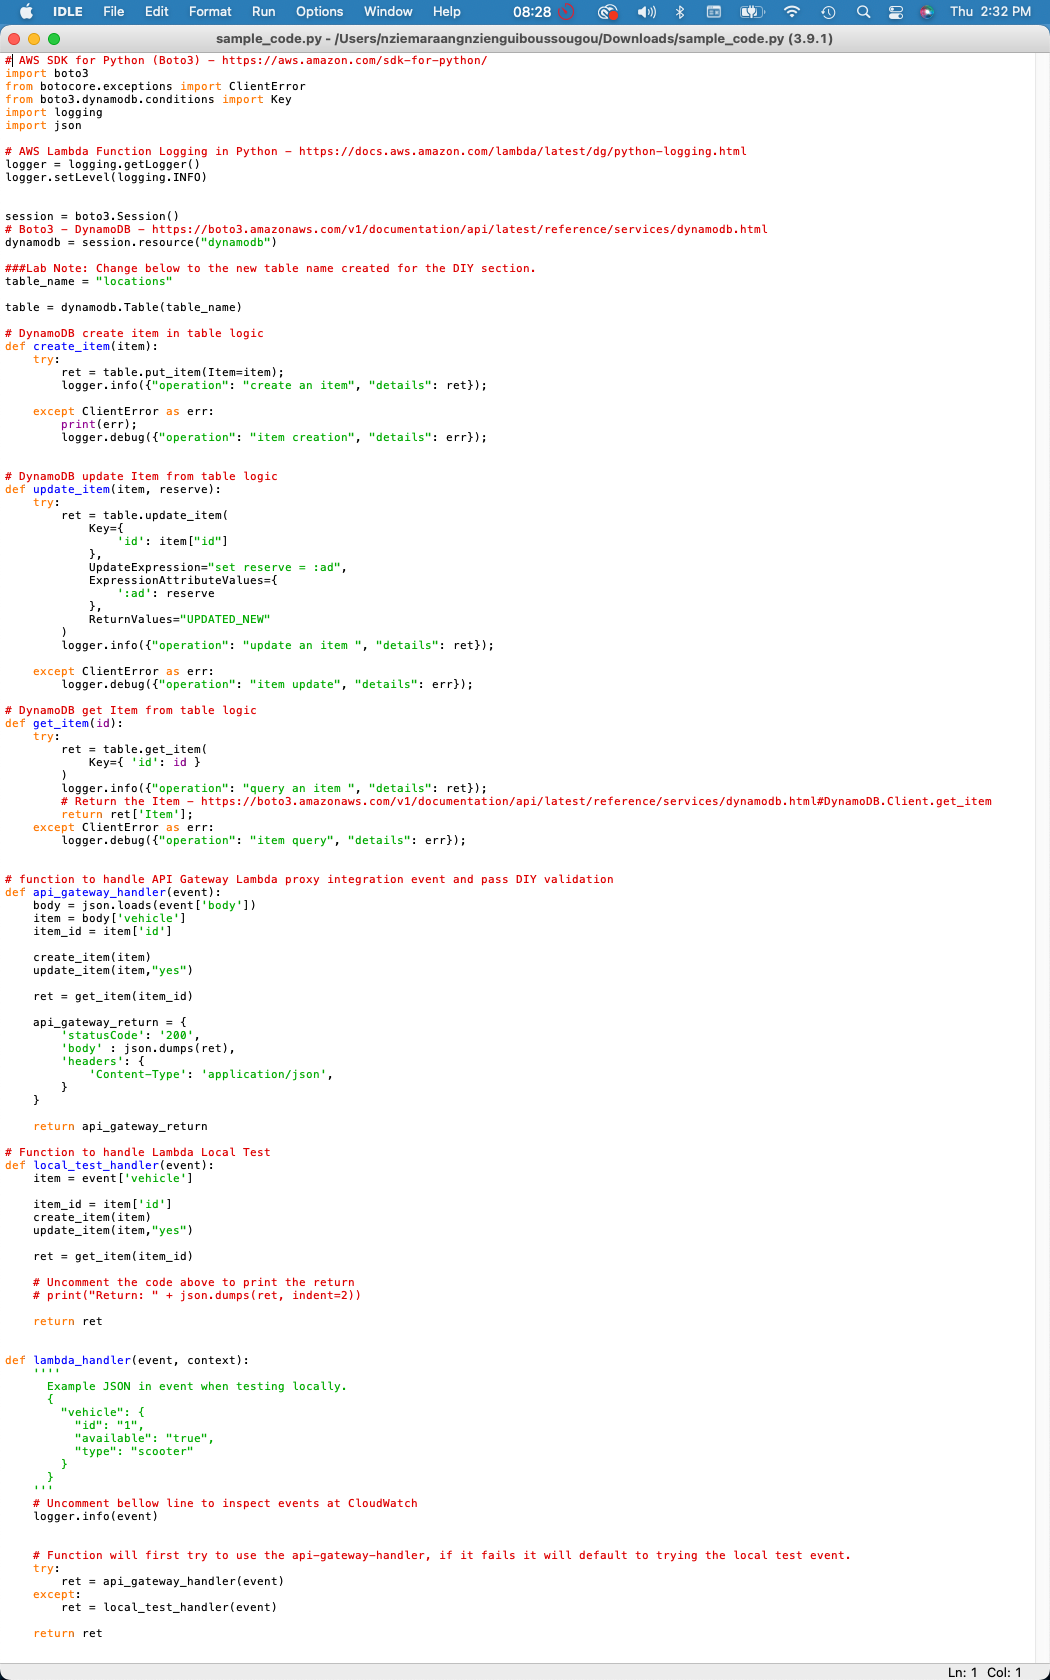 IDLE File Edit Format Run Options Window Help 08:28 Thu 2:32 PM
sample_code.py - /Users/nziemaraangnzienguiboussougou/Downloads/sample_code.py (3.9.1)
# AWS SDK for Python (Boto3) - https://aws.amazon.com/sdk-for-python/
import boto3
from botocore.exceptions import ClientError
from boto3.dynamodb.conditions import Key
import logging
import json
# AWS Lambda Function Logging in Python - https://docs.aws.amazon.com/lambda/latest/dg/python-logging.html
logger = logging.getLogger()
logger.setLevel(logging.INFO)
session = boto3.Session()
# Boto3 - DynamoDB - https://boto3.amazonaws.com/v1/documentation/api/latest/reference/services/dynamodb.html
dynamodb = session.resource("dynamodb")
###Lab Note: Change below to the new table name created for the DIY section.
table_name = "locations"
table = dynamodb.Table(table_name)
# DynamoDB create item in table logic
def create_item(item):
    try:
        ret = table.put_item(Item=item);
        logger.info({"operation": "create an item", "details": ret});
    except ClientError as err:
        print(err);
        logger.debug({"operation": "item creation", "details": err});
# DynamoDB update Item from table logic
def update_item(item, reserve):
    try:
        ret = table.update_item(
            Key={
                'id': item["id"]
            },
            UpdateExpression="set reserve = :ad",
            ExpressionAttributeValues={
                ':ad': reserve
            },
            ReturnValues="UPDATED_NEW"
        )
        logger.info({"operation": "update an item ", "details": ret});
    except ClientError as err:
        logger.debug({"operation": "item update", "details": err});
# DynamoDB get Item from table logic
def get_item(id):
    try:
        ret = table.get_item(
            Key={ 'id': id }
        )
        logger.info({"operation": "query an item ", "details": ret});
        # Return the Item - https://boto3.amazonaws.com/v1/documentation/api/latest/reference/services/dynamodb.html#DynamoDB.Client.get_item
        return ret['Item'];
    except ClientError as err:
        logger.debug({"operation": "item query", "details": err});
# function to handle API Gateway Lambda proxy integration event and pass DIY validation
def api_gateway_handler(event):
    body = json.loads(event['body'])
    item = body['vehicle']
    item_id = item['id']
    create_item(item)
    update_item(item,"yes")
    ret = get_item(item_id)
    api_gateway_return = {
        'statusCode': '200',
        'body' : json.dumps(ret),
        'headers': {
            'Content-Type': 'application/json',
        }
    }
    return api_gateway_return
# Function to handle Lambda Local Test
def local_test_handler(event):
    item = event['vehicle']
    item_id = item['id']
    create_item(item)
    update_item(item,"yes")
    ret = get_item(item_id)
    # Uncomment the code above to print the return
    # print("Return: " + json.dumps(ret, indent=2))
    return ret
def lambda_handler(event, context):
    ''''
      Example JSON in event when testing locally.
      {
        "vehicle": {
          "id": "1",
          "available": "true",
          "type": "scooter"
        }
      }
    '''
    # Uncomment bellow line to inspect events at CloudWatch
    logger.info(event)
    # Function will first try to use the api-gateway-handler, if it fails it will default to trying the local test event.
    try:
        ret = api_gateway_handler(event)
    except:
        ret = local_test_handler(event)
    return ret
Ln: 1 Col: 1